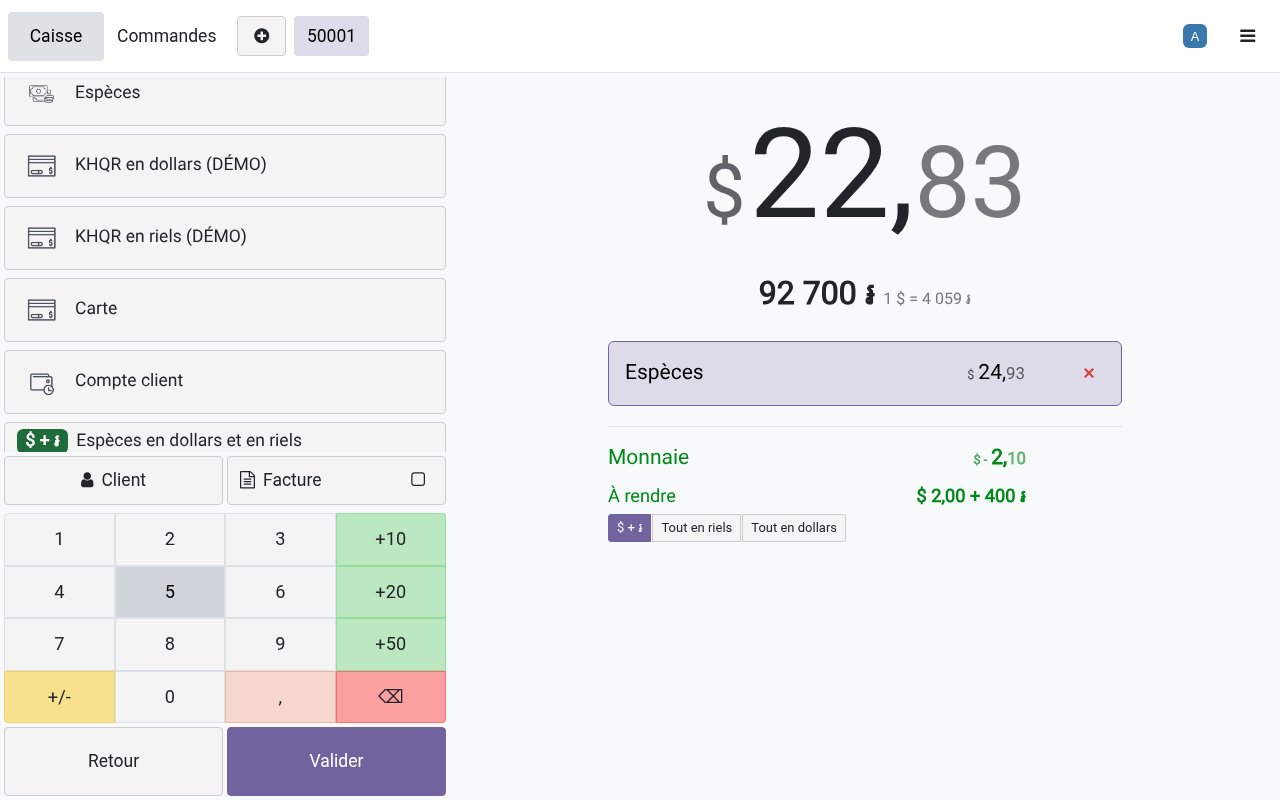 Caisse
Commandes
50001
A
Espèces
KHQR en dollars (DÉMO)
KHQR en riels (DÉMO)
Carte
Compte client
$ + ៛ Espèces en dollars et en riels
Client
Facture
1 2 3 +10
4 5 6 +20
7 8 9 +50
+/- 0 , ⌫
Retour
Valider
$ 22,83
92 700 ៛ 1 $ = 4 059 ៛
Espèces $ 24,93 ×
Monnaie $ - 2,10
À rendre $ 2,00 + 400 ៛
$ + ៛ Tout en riels Tout en dollars